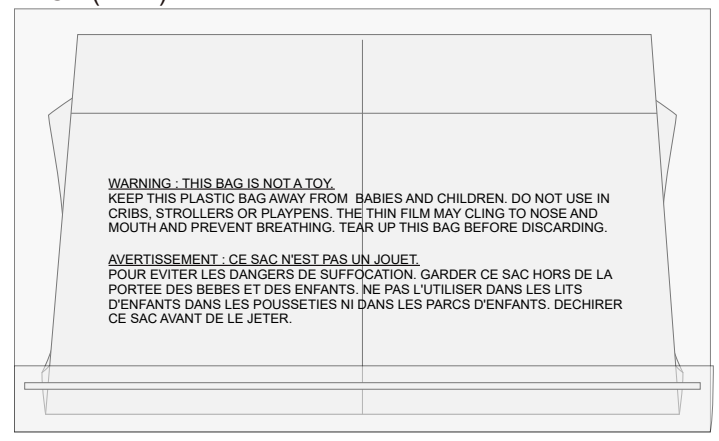 WARNING : THIS BAG IS NOT A TOY.
KEEP THIS PLASTIC BAG AWAY FROM BABIES AND CHILDREN. DO NOT USE IN
CRIBS, STROLLERS OR PLAYPENS. THE THIN FILM MAY CLING TO NOSE AND
MOUTH AND PREVENT BREATHING. TEAR UP THIS BAG BEFORE DISCARDING.
AVERTISSEMENT : CE SAC N'EST PAS UN JOUET.
POUR EVITER LES DANGERS DE SUFFOCATION. GARDER CE SAC HORS DE LA
PORTEE DES BEBES ET DES ENFANTS. NE PAS L'UTILISER DANS LES LITS
D'ENFANTS DANS LES POUSSETIES NI DANS LES PARCS D'ENFANTS. DECHIRER
CE SAC AVANT DE LE JETER.